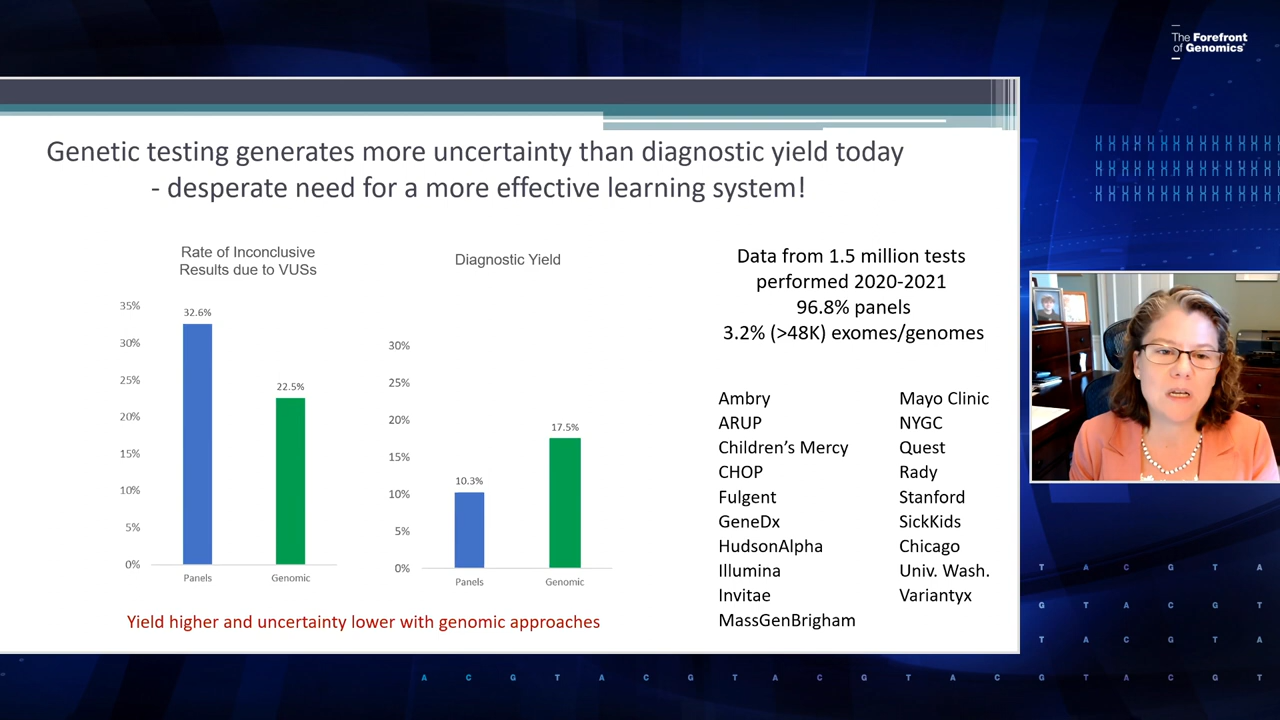 The Forefront
of Genomics®
Genetic testing generates more uncertainty than diagnostic yield today
- desperate need for a more effective learning system!
Rate of Inconclusive
Results due to VUSs
35%
30%
25%
20%
15%
10%
5%
0%
32.6%
22.5%
Panels
Genomic
Diagnostic Yield
30%
25%
20%
15%
10%
5%
0%
10.3%
17.5%
Panels
Genomic
Yield higher and uncertainty lower with genomic approaches
Data from 1.5 million tests
performed 2020-2021
96.8% panels
3.2% (>48K) exomes/genomes
Ambry
ARUP
Children’s Mercy
CHOP
Fulgent
GeneDx
HudsonAlpha
Illumina
Invitae
MassGenBrigham
Mayo Clinic
NYGC
Quest
Rady
Stanford
SickKids
Chicago
Univ. Wash.
Variantyx
T A C G T A
G T A C G T
T A C G T A
A C G T A C G T A C G T A C G T A C G T